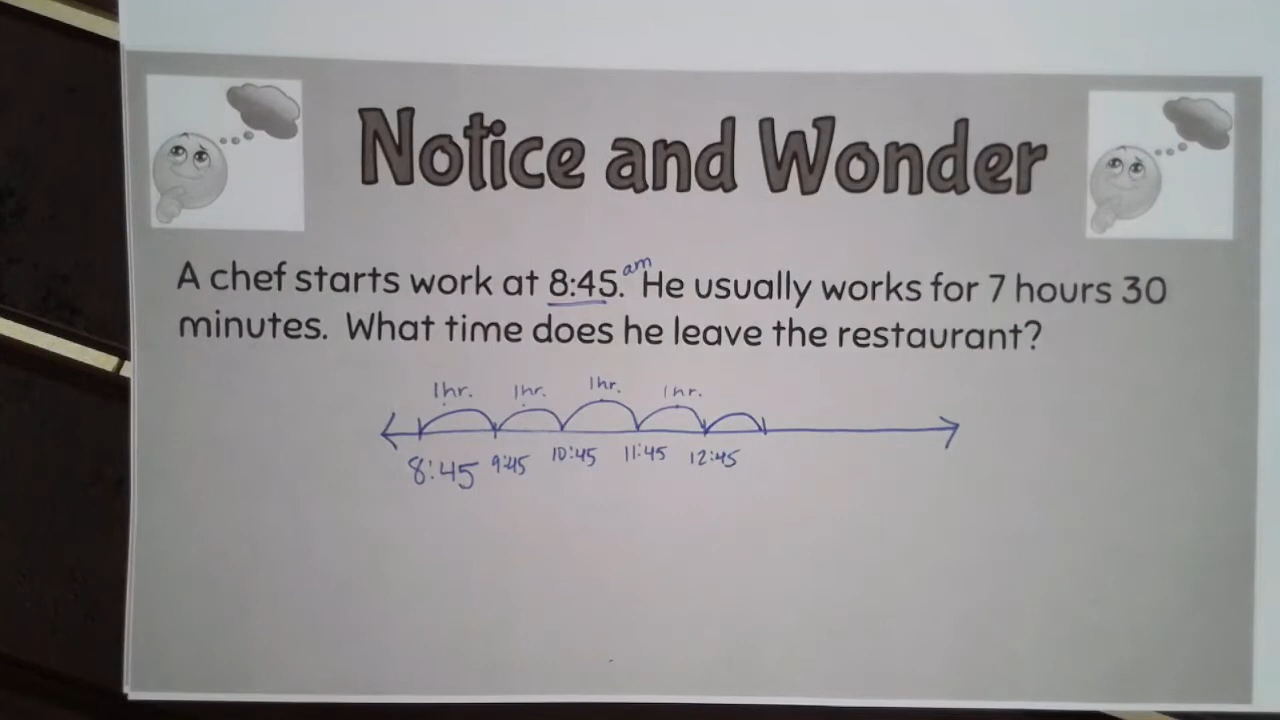 Notice and Wonder
A chef starts work at 8:45. am He usually works for 7 hours 30
minutes. What time does he leave the restaurant?
1hr. 1hr. 1hr. 1hr.
8:45 9:45 10:45 11:45 12:45